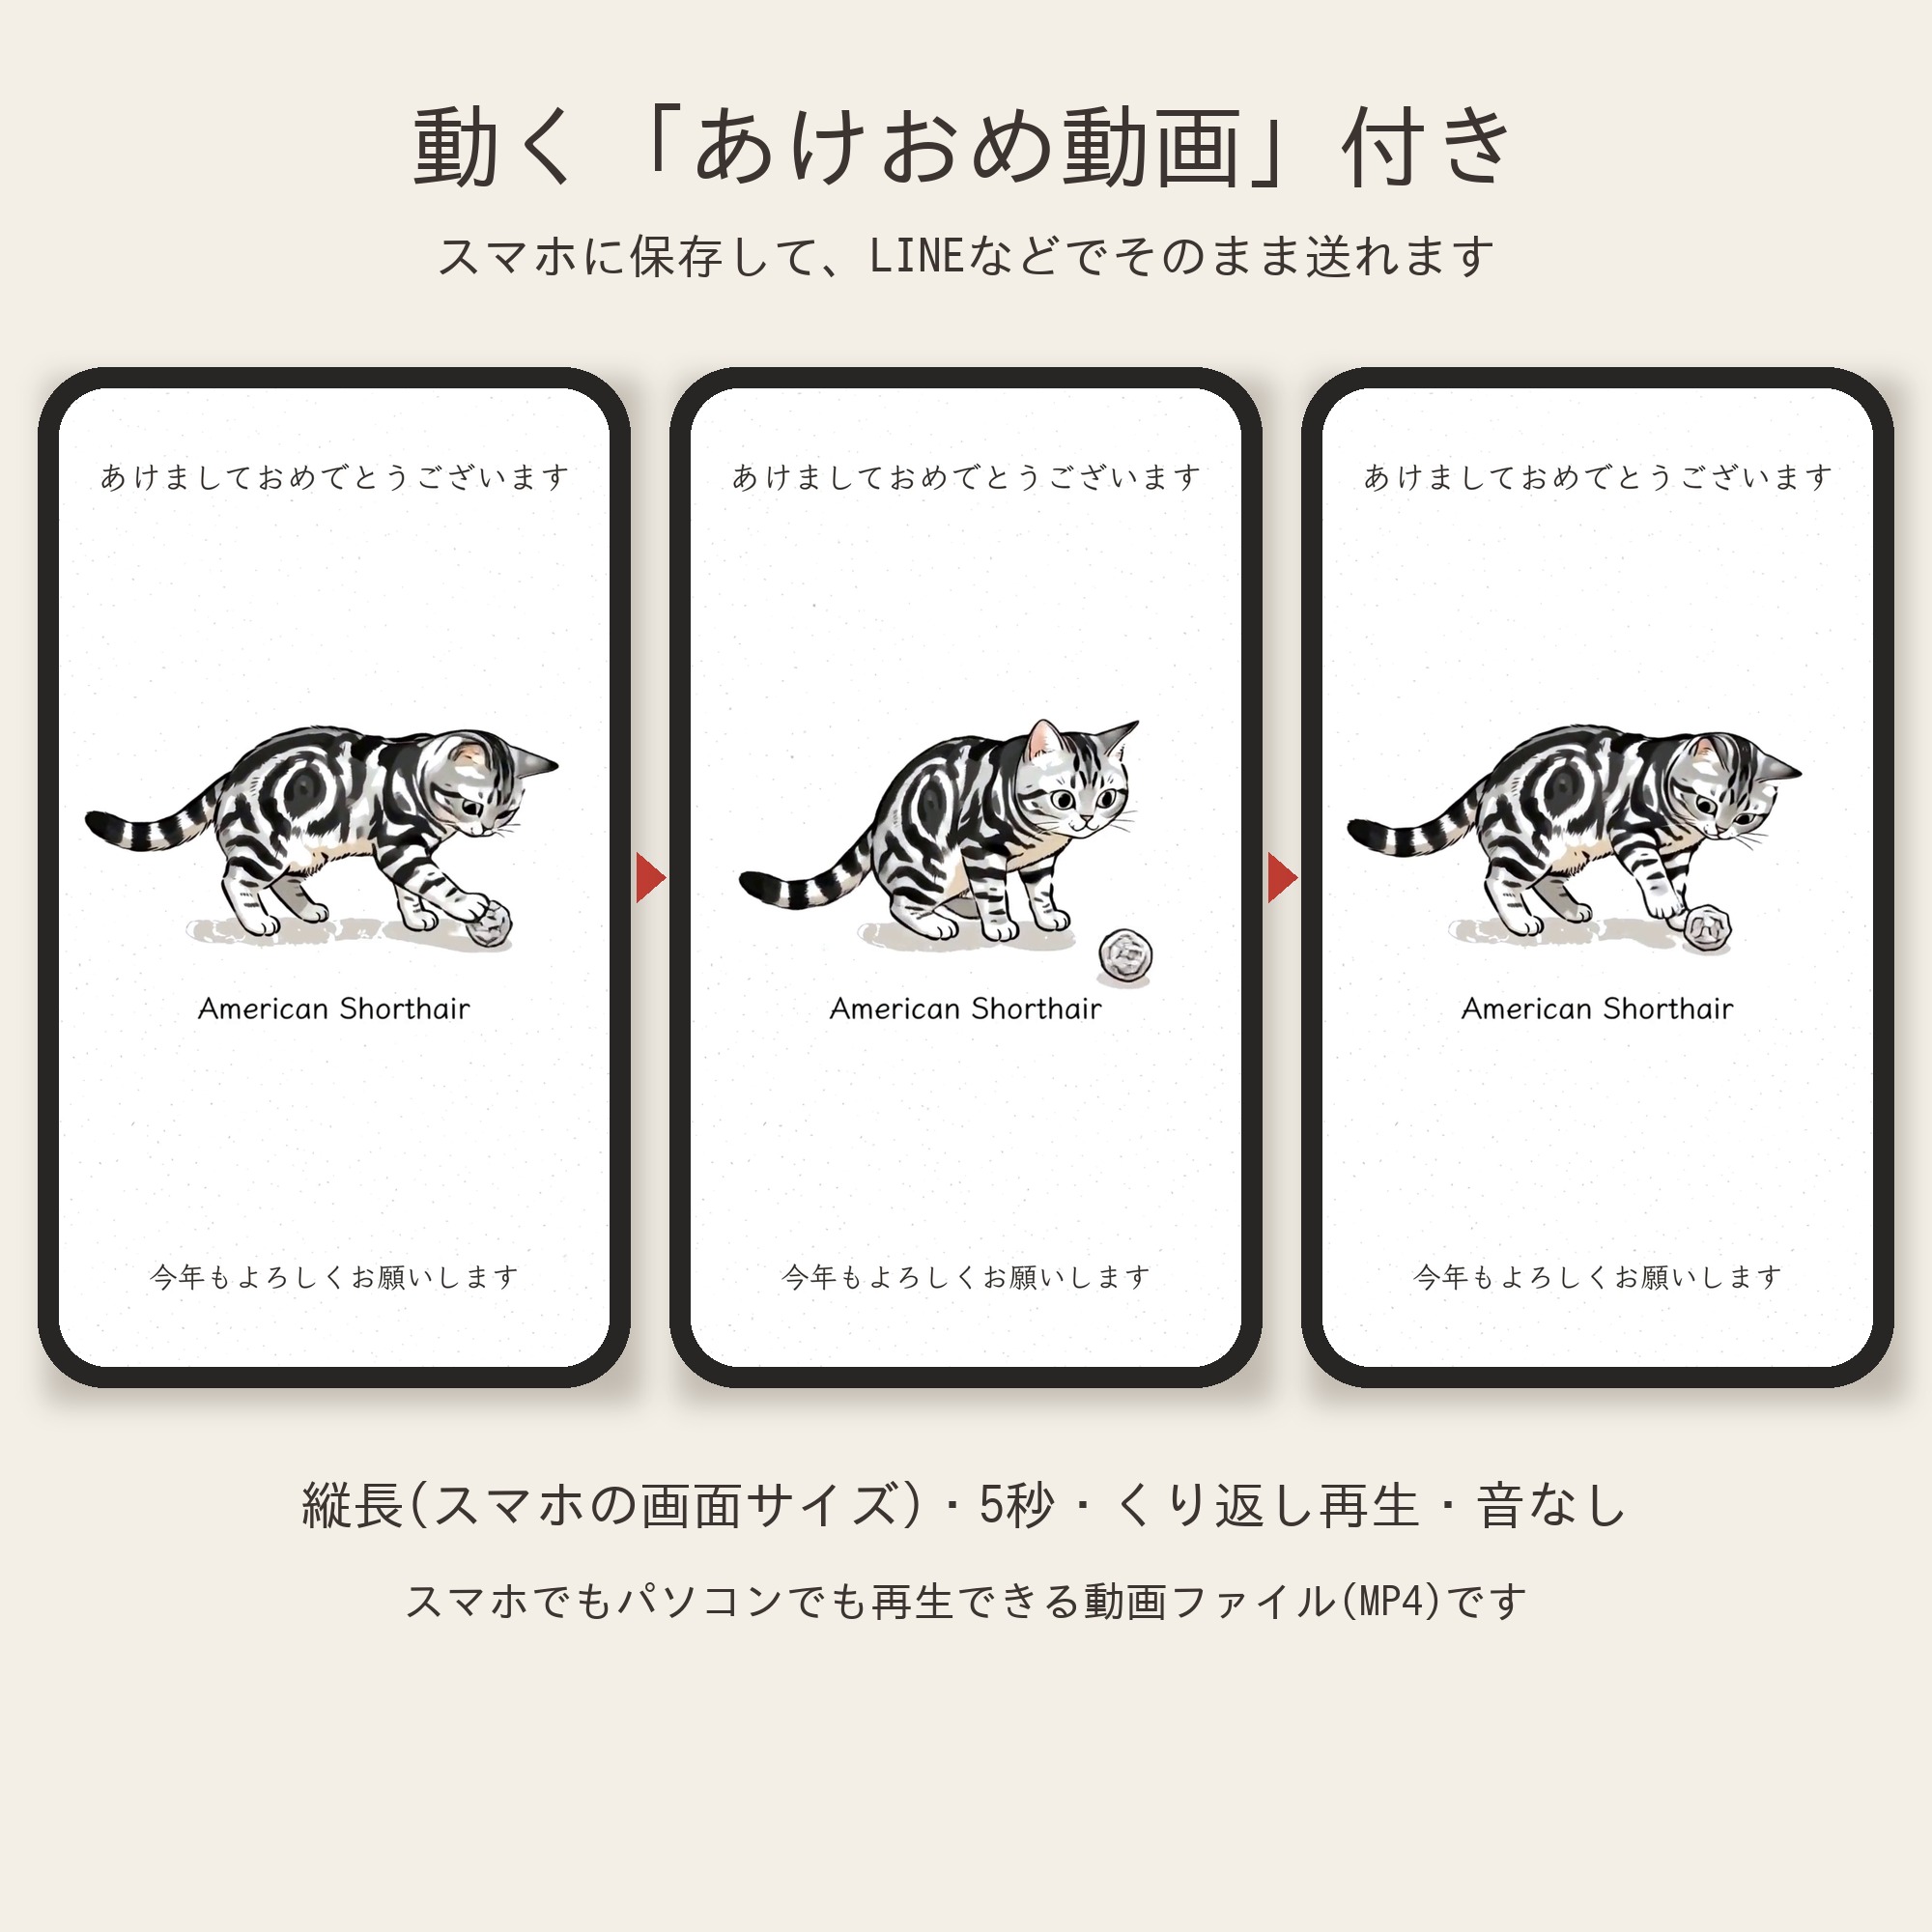 動く「あけおめ動画」付き
スマホに保存して、LINEなどでそのまま送れます
あけましておめでとうございます
American Shorthair
今年もよろしくお願いします
あけましておめでとうございます
American Shorthair
今年もよろしくお願いします
あけましておめでとうございます
American Shorthair
今年もよろしくお願いします
縦長(スマホの画面サイズ)・5秒・くり返し再生・音なし
スマホでもパソコンでも再生できる動画ファイル(MP4)です